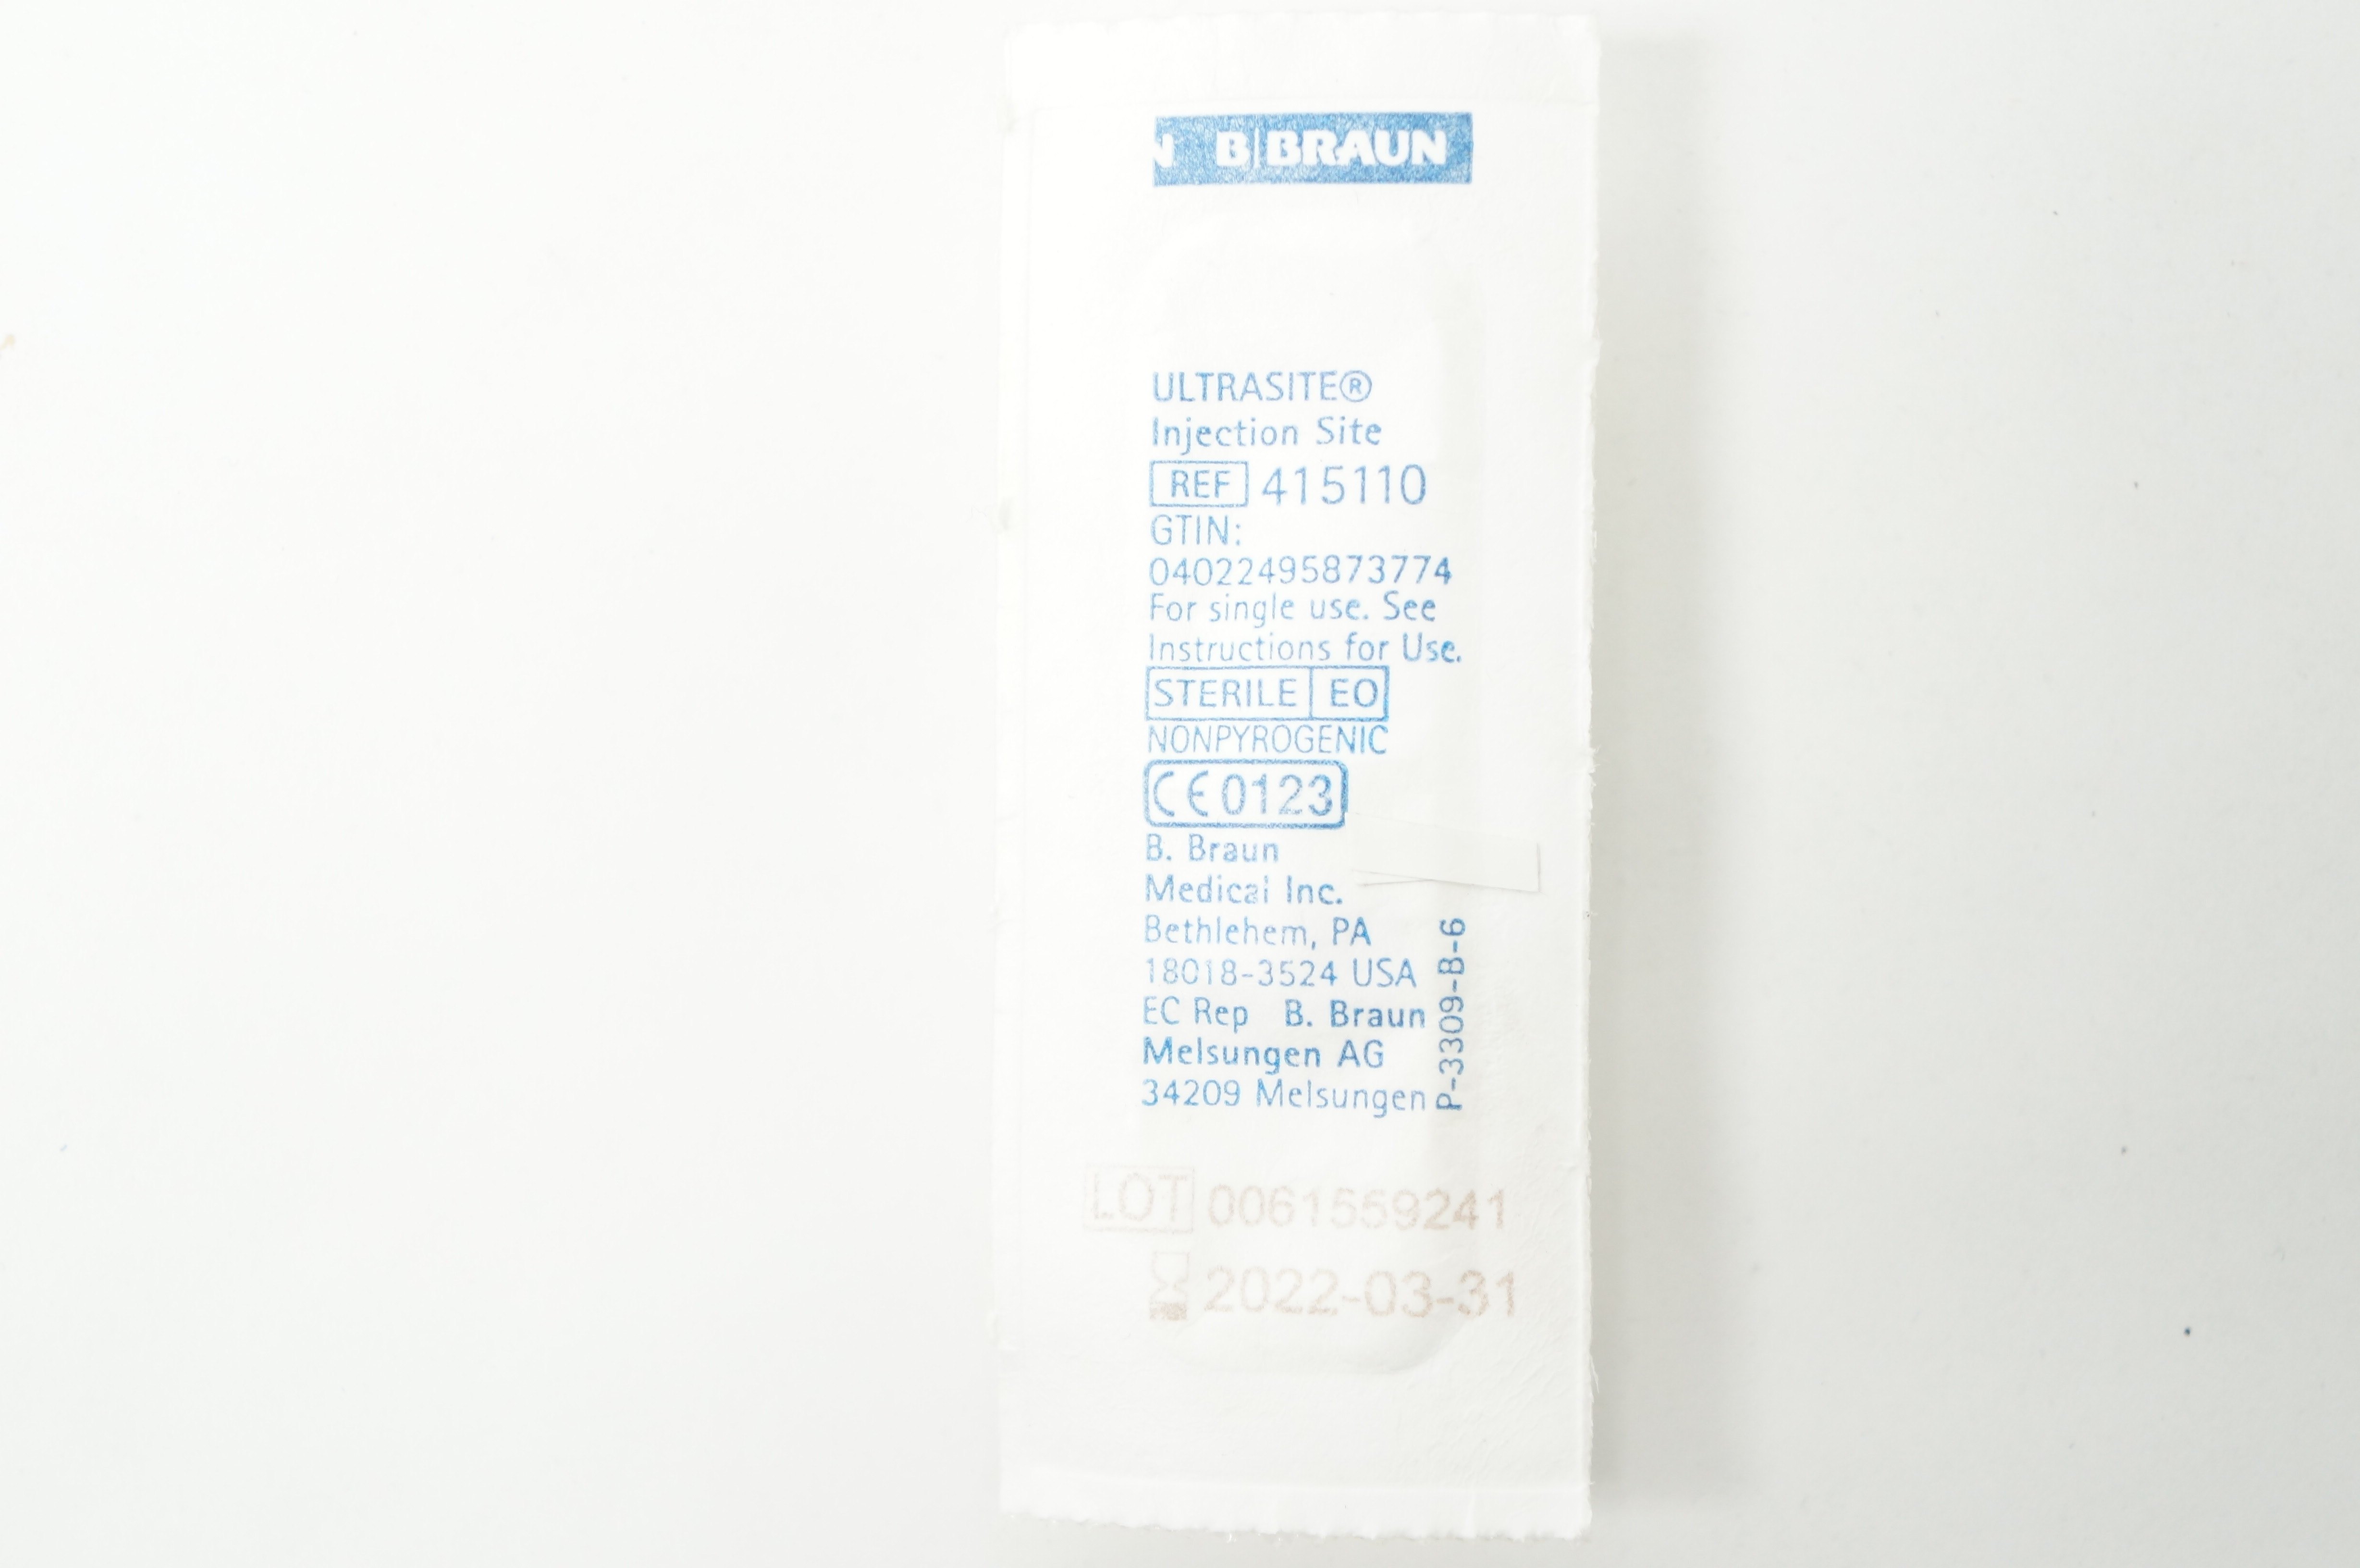 N B|BRAUN
ULTRASITE®
Injection Site
REF 415110
GTIN:
04022495873774
For single use. See
Instructions for Use.
STERILE EO
NONPYROGENIC
CE 0123
B. Braun
Medical Inc.
Bethlehem, PA
18018-3524 USA
EC Rep B. Braun
Melsungen AG
34209 Melsungen
P-3309-B-6
LOT 0061559241
2022-03-31